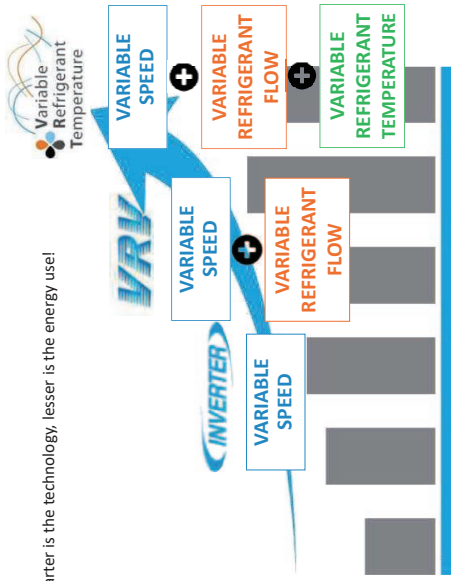 arter is the technology, lesser is the energy use!
Variable
Refrigerant
Temperature
INVERTER
VARIABLE
SPEED
VRV
VARIABLE
SPEED
+
VARIABLE
REFRIGERANT
FLOW
VARIABLE
SPEED
+
VARIABLE
REFRIGERANT
FLOW
+
VARIABLE
REFRIGERANT
TEMPERATURE